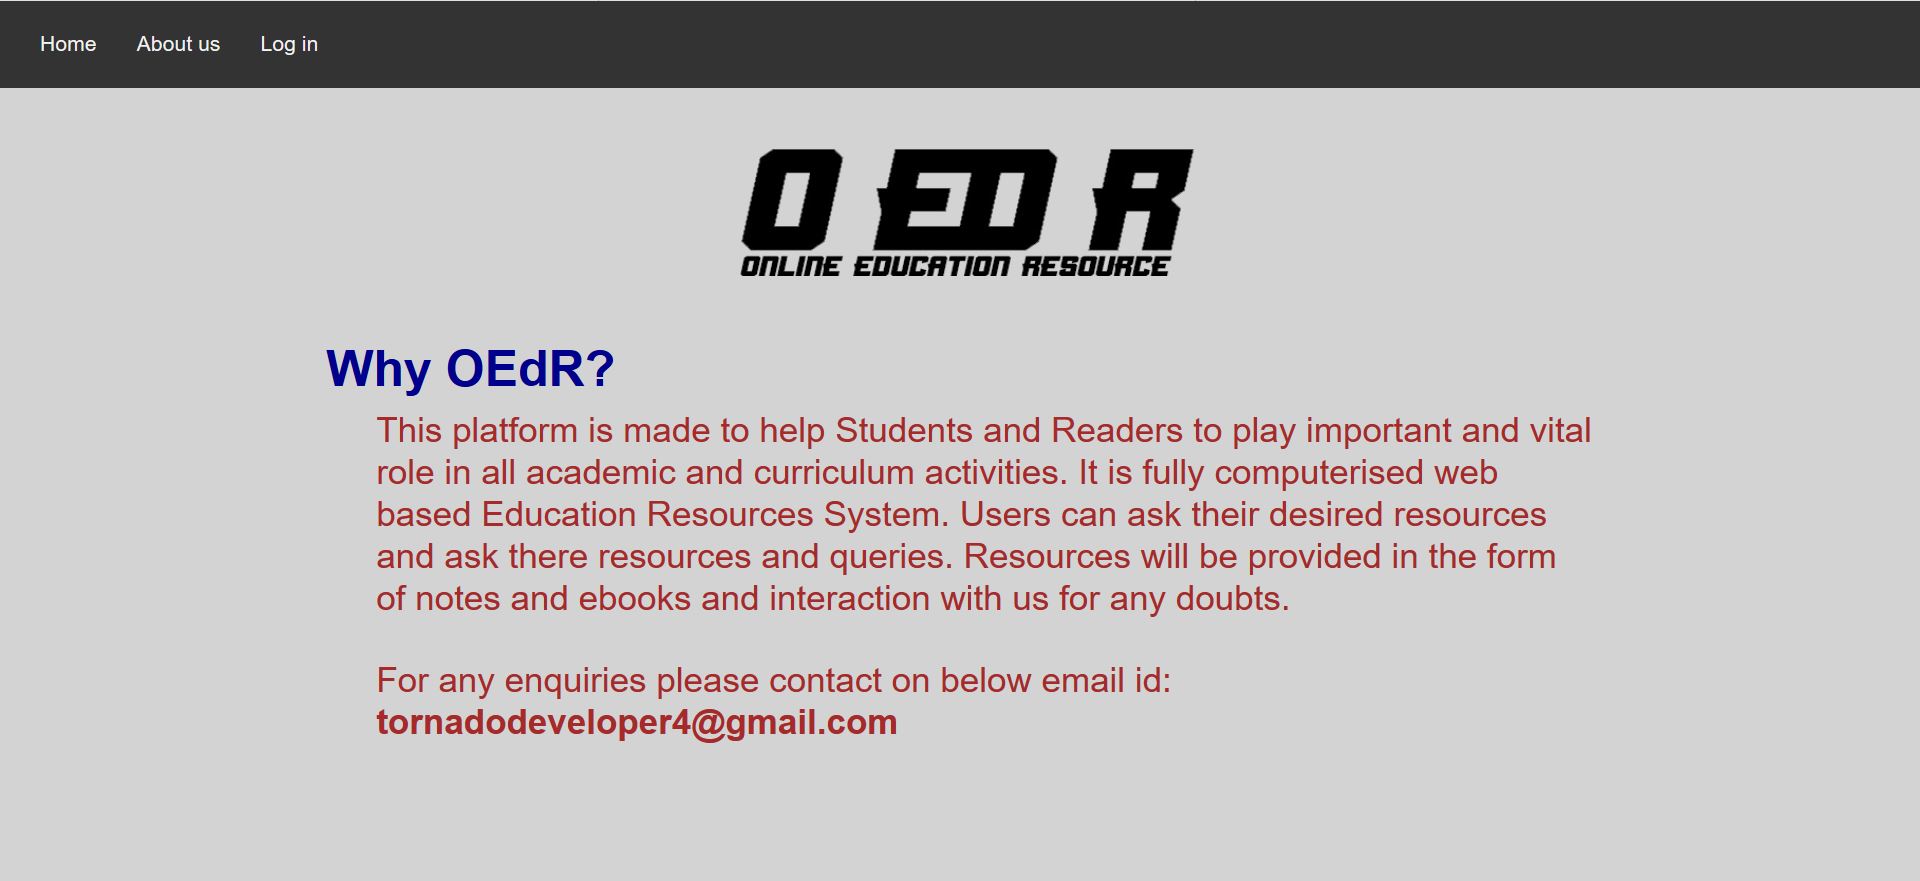 Home About us Log in
O ED R
ONLINE EDUCATION RESOURCE
Why OEdR?
This platform is made to help Students and Readers to play important and vital
role in all academic and curriculum activities. It is fully computerised web
based Education Resources System. Users can ask their desired resources
and ask there resources and queries. Resources will be provided in the form
of notes and ebooks and interaction with us for any doubts.
For any enquiries please contact on below email id:
tornadodeveloper4@gmail.com